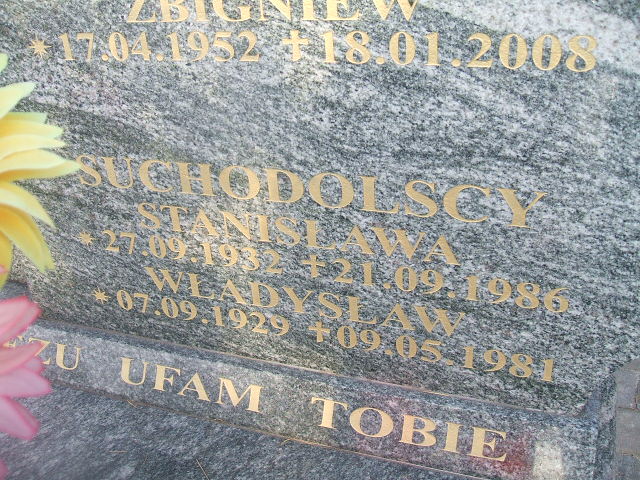 ZBIGNIEW
*17.04.1952 +18.01.2008
SUCHODOLSCY
STANISŁAWA
*27.09.1932 +21.09.1986
WŁADYSŁAW
*07.09.1929 +09.05.1981
EZU UFAM TOBIE